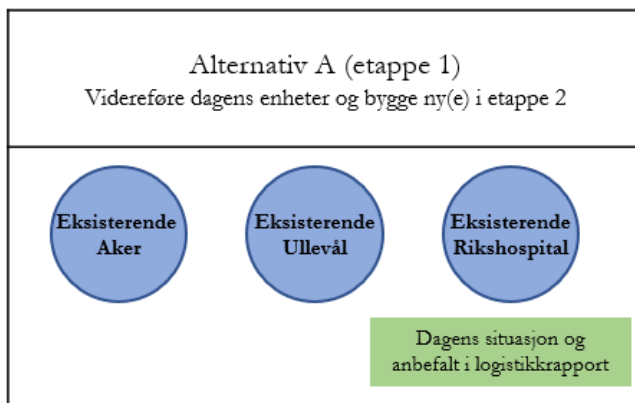 Alternativ A (etappe 1)
Videreføre dagens enheter og bygge ny(e) i etappe 2
Eksisterende
Aker
Eksisterende
Ullevål
Eksisterende
Rikshospital
Dagens situasjon og
anbefalt i logistikkrapport